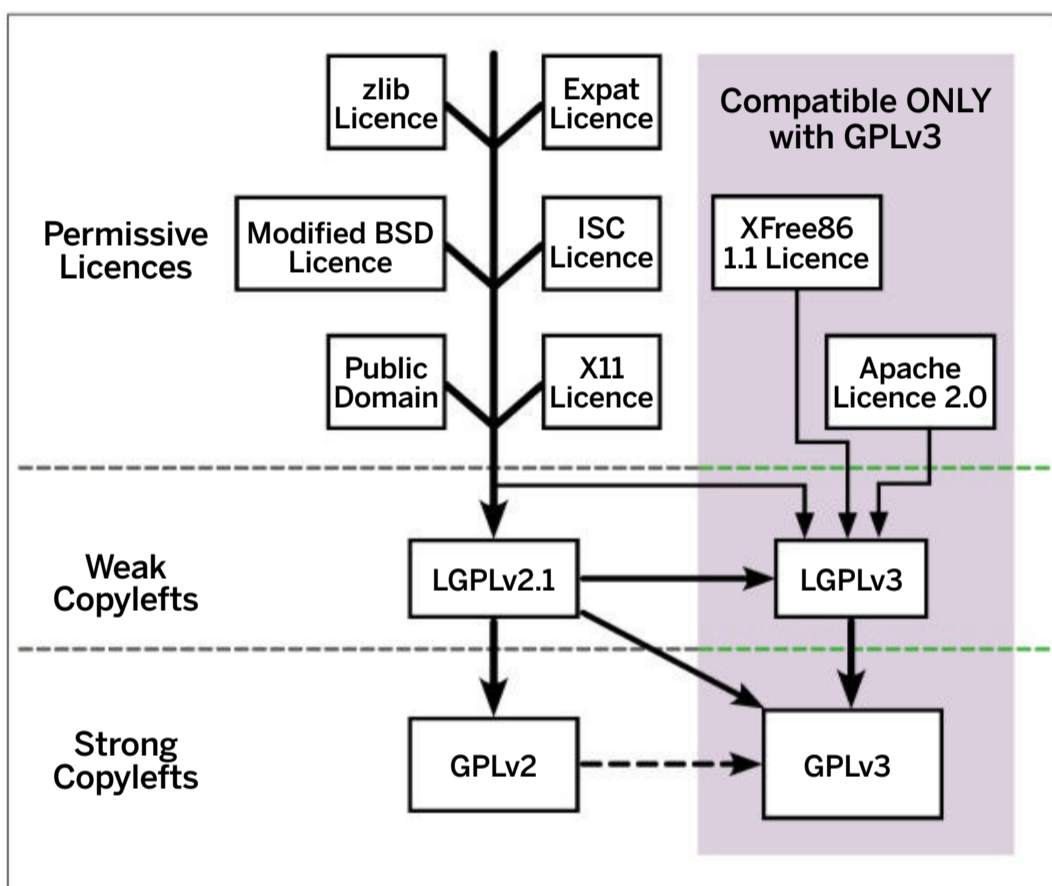 zlib
Licence
Expat
Licence
Compatible ONLY
with GPLv3
Permissive
Licences
Modified BSD
Licence
ISC
Licence
XFree86
1.1 Licence
Public
Domain
X11
Licence
Apache
Licence 2.0
Weak
Copylefts
LGPLv2.1
LGPLv3
Strong
Copylefts
GPLv2
GPLv3